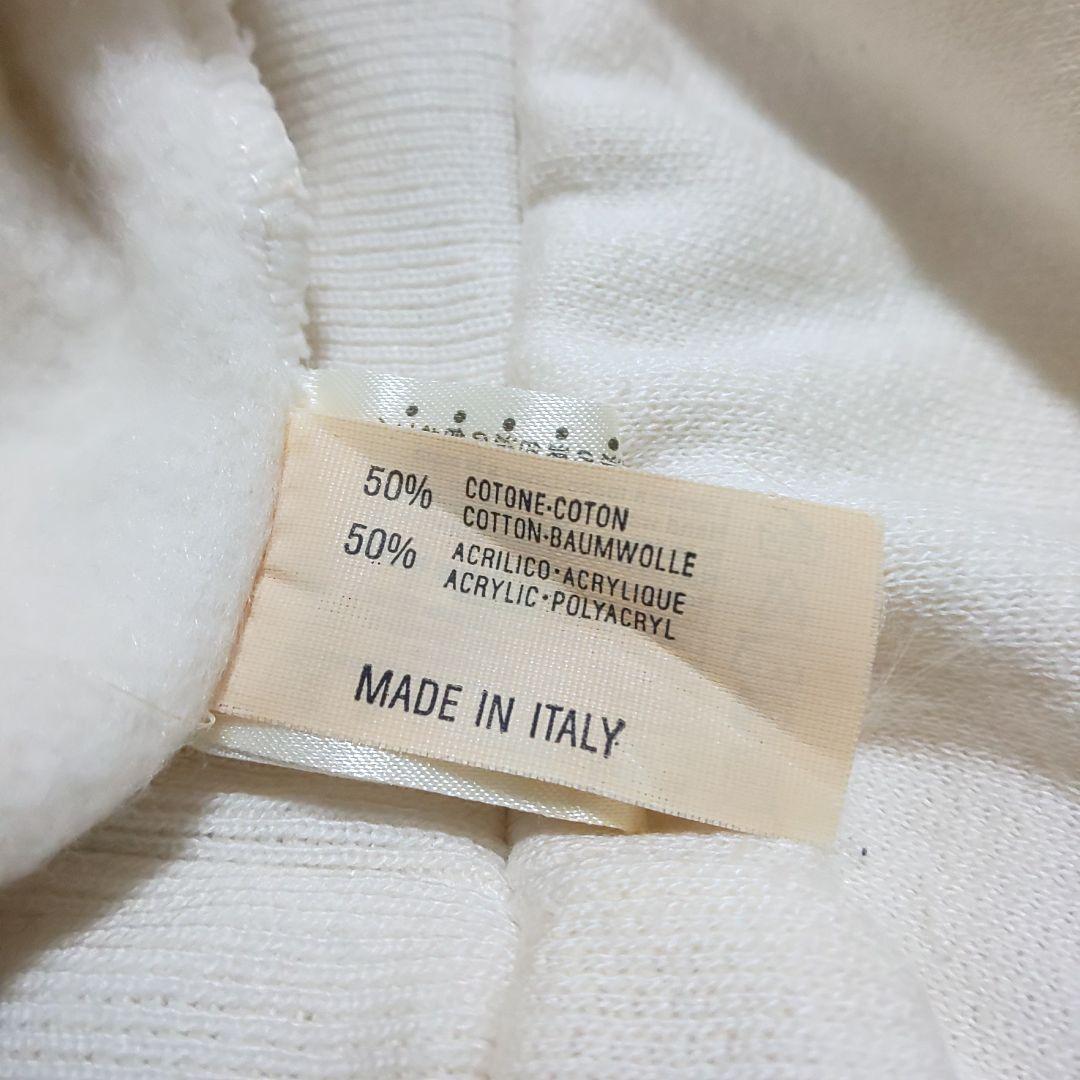 50% COTONE·COTON
COTTON·BAUMWOLLE
50% ACRILICO·ACRYLIQUE
ACRYLIC·POLYACRYL
MADE IN ITALY